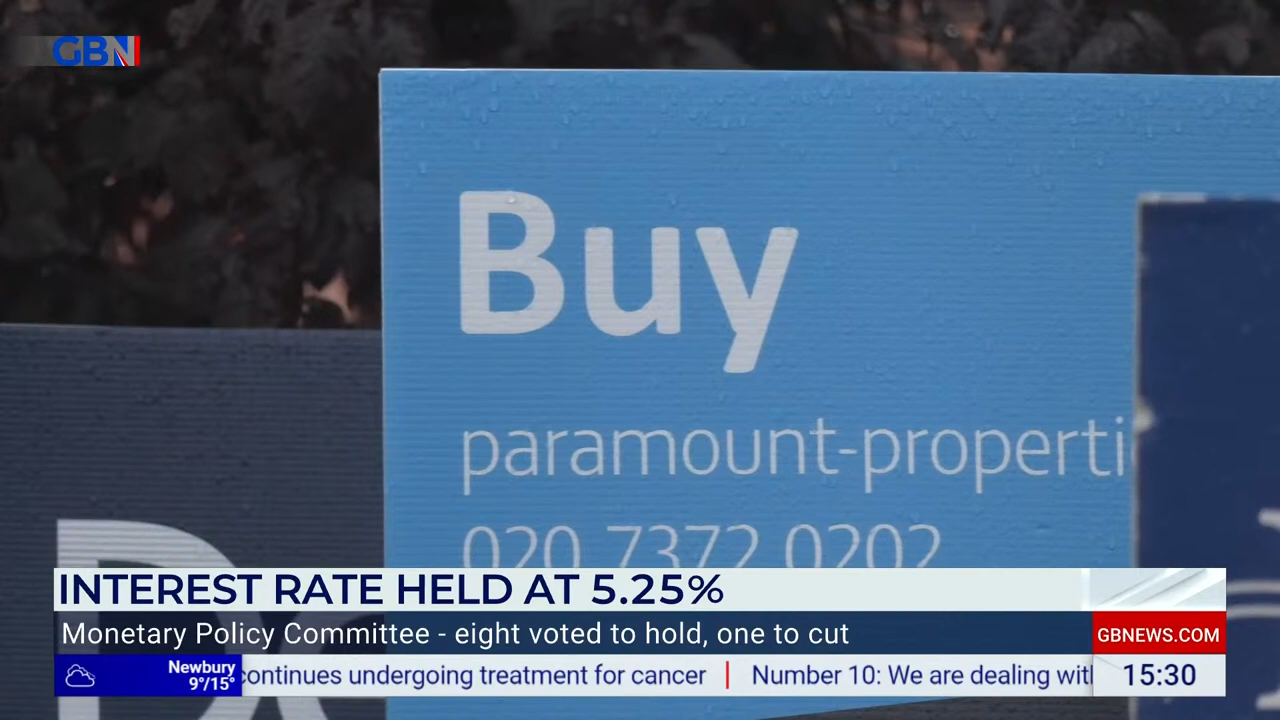 GBN
Buy
paramount-properti
020 7372 0202
INTEREST RATE HELD AT 5.25%
Monetary Policy Committee - eight voted to hold, one to cut
GBNEWS.COM
Newbury
9°/15°
continues undergoing treatment for cancer | Number 10: We are dealing with
15:30